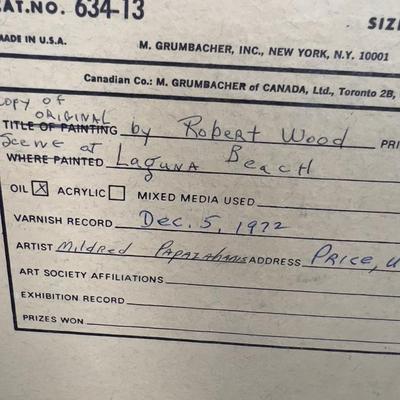 CAT.NO. 634-13
SIZE
MADE IN U.S.A.
M. GRUMBACHER, INC., NEW YORK, N.Y. 10001
Canadian Co.: M. GRUMBACHER of CANADA, Ltd., Toronto 2B,
Copy of
ORIGINAL
TITLE OF PAINTING by Robert Wood PRI
Scene at
WHERE PAINTED Laguna Beach
OIL X ACRYLIC MIXED MEDIA USED
VARNISH RECORD Dec. 5, 1972
ARTIST Mildred ADDRESS PRICE, U
ART SOCIETY AFFILIATIONS
EXHIBITION RECORD
PRIZES WON